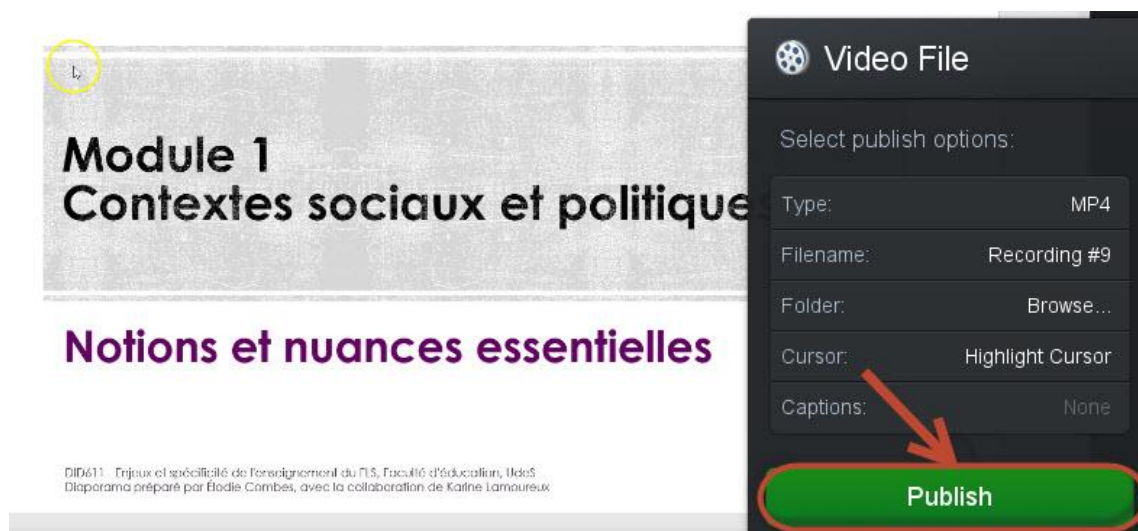 Module 1
Contextes sociaux et politiques
Notions et nuances essentielles
DID611 - Enjeux et spécificité de l'enseignement du FLS, Faculté d'éducation, UdeS
Diaporama préparé par Élodie Combes, avec la collaboration de Karine Lamoureux
Video File
Select publish options:
Type: MP4
Filename: Recording #9
Folder: Browse...
Cursor: Highlight Cursor
Captions: None
Publish